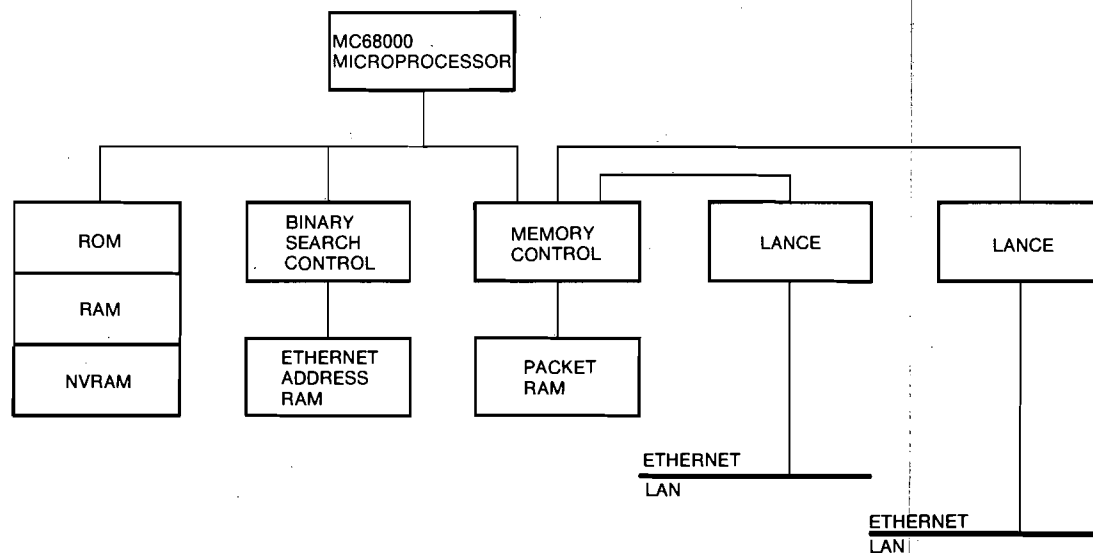 MC68000
MICROPROCESSOR
ROM
RAM
NVRAM
BINARY
SEARCH
CONTROL
ETHERNET
ADDRESS
RAM
MEMORY
CONTROL
PACKET
RAM
LANCE
LANCE
ETHERNET
LAN
ETHERNET
LAN